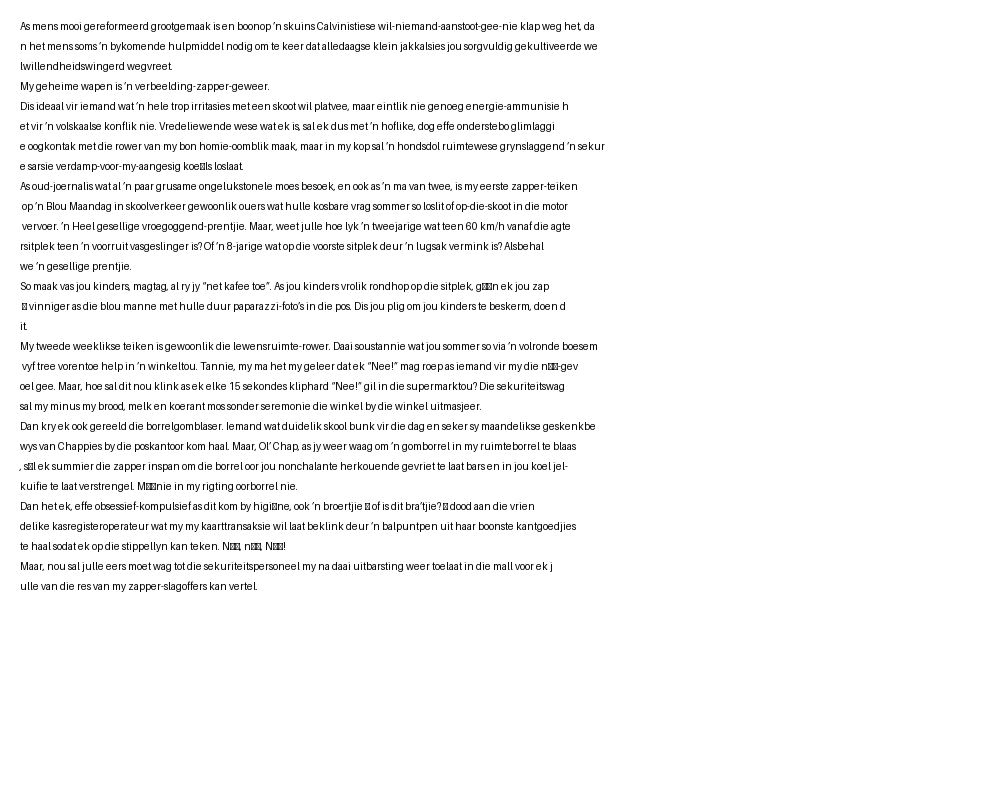 As mens mooi gereformeerd grootgemaak is en boonop ’n skuins Calvinistiese wil-niemand-aanstoot-gee-nie klap weg het, da
n het mens soms ’n bykomende hulpmiddel nodig om te keer dat alledaagse klein jakkalsies jou sorgvuldig gekultiveerde we
lwillendheidswingerd wegvreet.
My geheime wapen is ’n verbeelding-zapper-geweer.
Dis ideaal vir iemand wat ’n hele trop irritasies met een skoot wil platvee, maar eintlik nie genoeg energie-ammunisie h
et vir ’n volskaalse konflik nie. Vredeliewende wese wat ek is, sal ek dus met ’n hoflike, dog effe onderstebo glimlaggi
e oogkontak met die rower van my bon homie-oomblik maak, maar in my kop sal ’n hondsdol ruimtewese grynslaggend ’n sekur
e sarsie verdamp-voor-my-aangesig koe□ls loslaat.
As oud-joernalis wat al ’n paar grusame ongelukstonele moes besoek, en ook as ’n ma van twee, is my eerste zapper-teiken
op ’n Blou Maandag in skoolverkeer gewoonlik ouers wat hulle kosbare vrag sommer so loslit of op-die-skoot in die motor
vervoer. ’n Heel gesellige vroegoggend-prentjie. Maar, weet julle hoe lyk ’n tweejarige wat teen 60 km/h vanaf die agte
rsitplek teen ’n voorruit vasgeslinger is? Of ’n 8-jarige wat op die voorste sitplek deur ’n lugsak vermink is? Alsbehal
we ’n gesellige prentjie.
So maak vas jou kinders, magtag, al ry jy “net kafee toe”. As jou kinders vrolik rondhop op die sitplek, g□□n ek jou zap
□ vinniger as die blou manne met hulle duur paparazzi-foto’s in die pos. Dis jou plig om jou kinders te beskerm, doen d
it.
My tweede weeklikse teiken is gewoonlik die lewensruimte-rower. Daai soustannie wat jou sommer so via ’n volronde boesem
vyf tree vorentoe help in ’n winkeltou. Tannie, my ma het my geleer dat ek “Nee!” mag roep as iemand vir my die n□□-gev
oel gee. Maar, hoe sal dit nou klink as ek elke 15 sekondes kliphard “Nee!” gil in die supermarktou? Die sekuriteitswag
sal my minus my brood, melk en koerant mos sonder seremonie die winkel by die winkel uitmasjeer.
Dan kry ek ook gereeld die borrelgomblaser. Iemand wat duidelik skool bunk vir die dag en seker sy maandelikse geskenkbe
wys van Chappies by die poskantoor kom haal. Maar, Ol’ Chap, as jy weer waag om ’n gomborrel in my ruimteborrel te blaas
, s□l ek summier die zapper inspan om die borrel oor jou nonchalante herkouende gevriet te laat bars en in jou koel jel-
kuifie te laat verstrengel. M□□nie in my rigting oorborrel nie.
Dan het ek, effe obsessief-kompulsief as dit kom by higi□ne, ook ’n broertjie □ of is dit bra’tjie? □ dood aan die vrien
delike kasregisteroperateur wat my my kaarttransaksie wil laat beklink deur ’n balpuntpen uit haar boonste kantgoedjies
te haal sodat ek op die stippellyn kan teken. N□□, n□□, N□□!
Maar, nou sal julle eers moet wag tot die sekuriteitspersoneel my na daai uitbarsting weer toelaat in die mall voor ek j
ulle van die res van my zapper-slagoffers kan vertel.